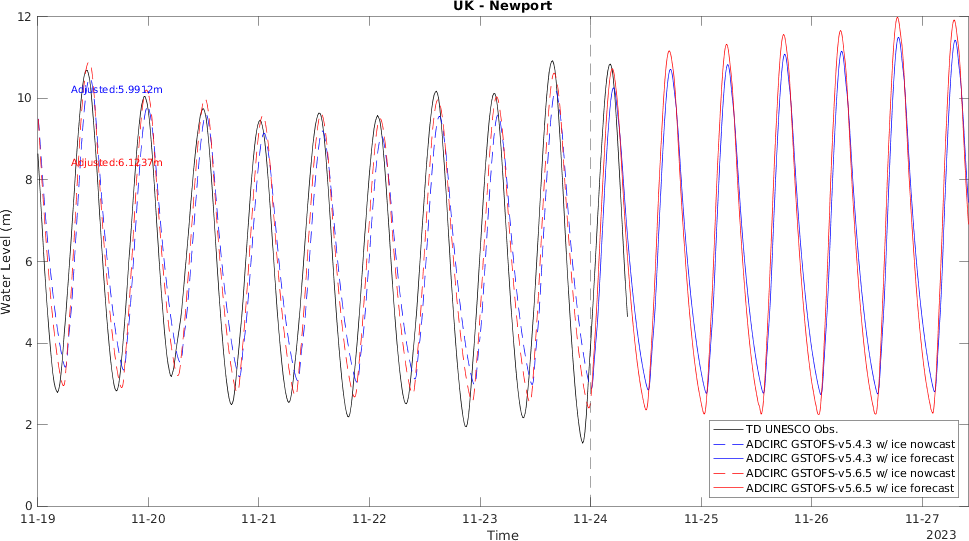 UK - Newport
Water Level (m)
12
10
8
6
4
2
0
Adjusted:5.9912m
Adjusted:6.1237m
TD UNESCO Obs.
ADCIRC GSTOFS-v5.4.3 w/ ice nowcast
ADCIRC GSTOFS-v5.4.3 w/ ice forecast
ADCIRC GSTOFS-v5.6.5 w/ ice nowcast
ADCIRC GSTOFS-v5.6.5 w/ ice forecast
11-19 11-20 11-21 11-22 11-23 11-24 11-25 11-26 11-27
Time
2023